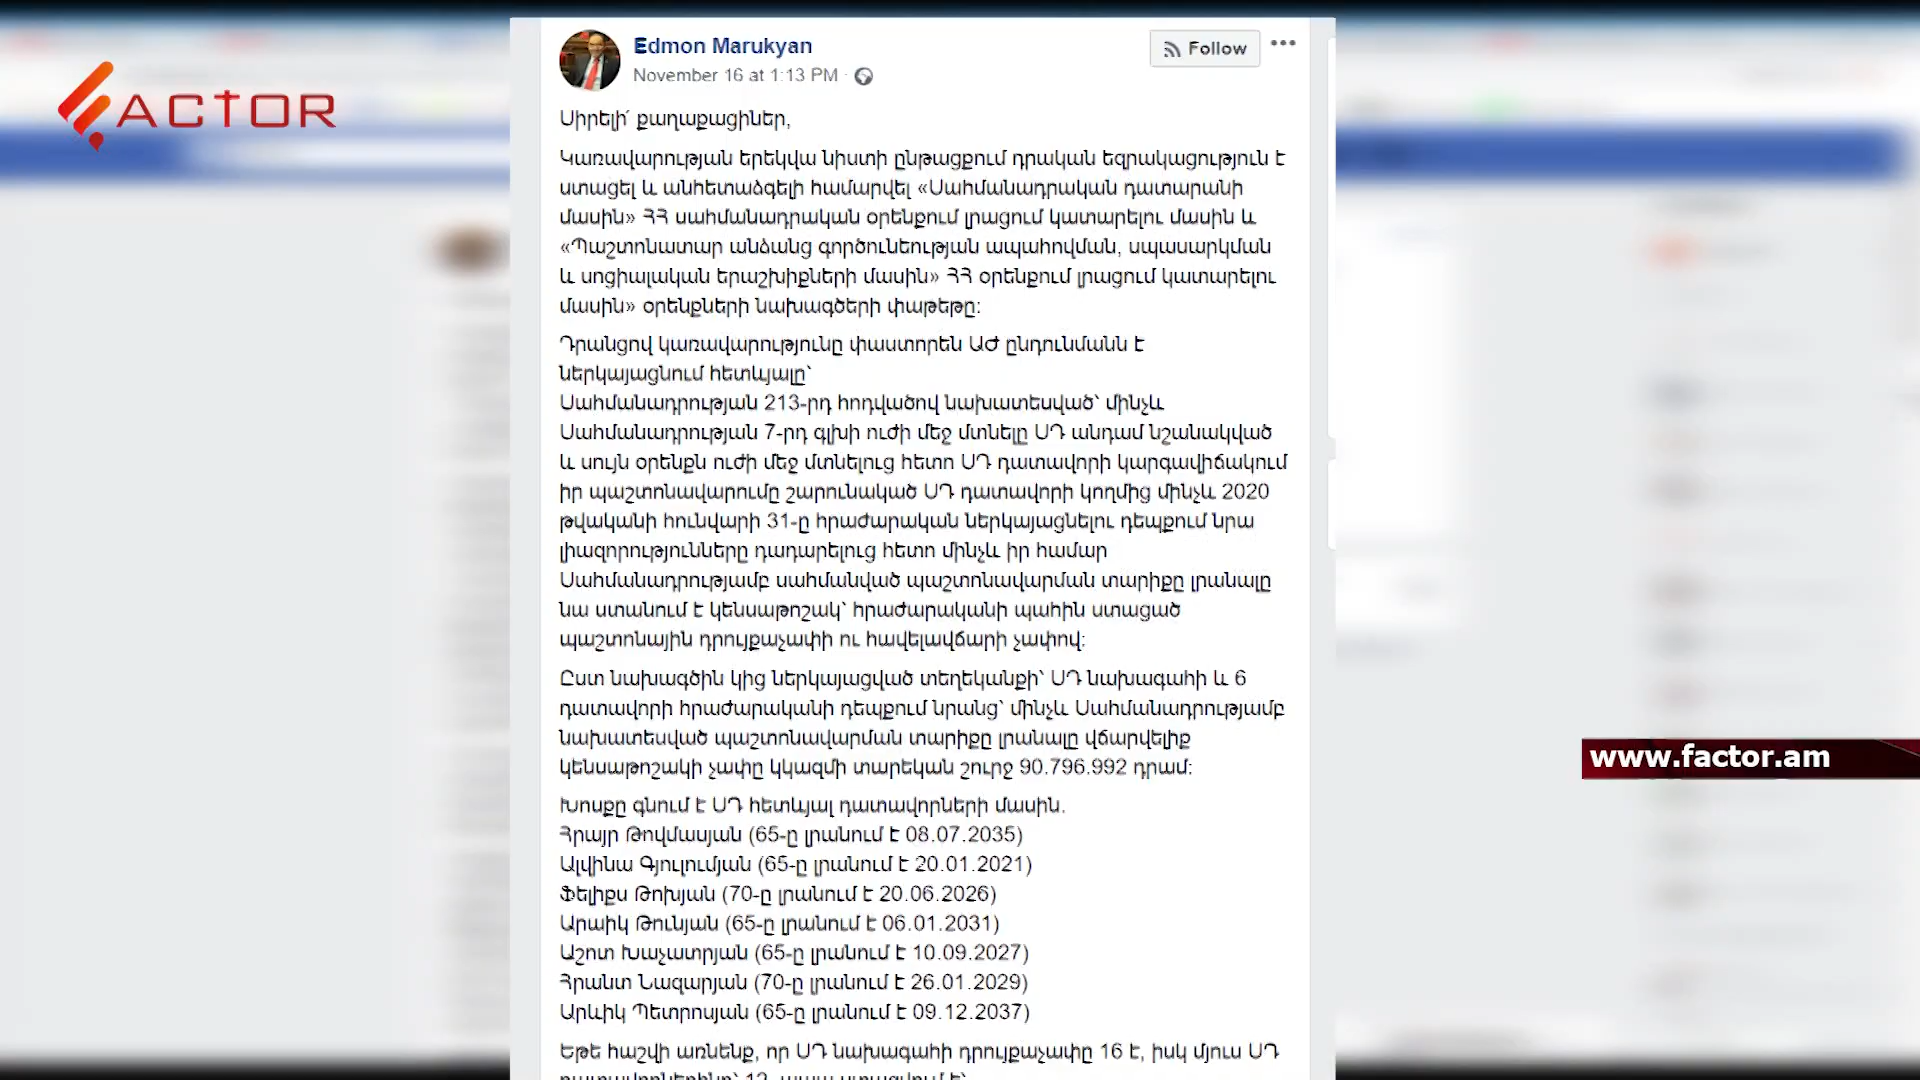 ACTOR
Edmon Marukyan
Follow
November 16 at 1:13 PM ·
Սիրելի՛ քաղաքացիներ,
Կառավարության երեկվա նիստի ընթացքում դրական եզրակացություն է
ստացել և անհետաձգելի համարվել «Սահմանադրական դատարանի
մասին» ՀՀ սահմանադրական օրենքում լրացում կատարելու մասին և
«Պաշտոնատար անձանց գործունեության ապահովման, սպասարկման
և սոցիալական երաշխիքների մասին» ՀՀ օրենքում լրացում կատարելու
մասին» օրենքների նախագծերի փաթեթը:
Դրանցով կառավարությունը փաստորեն ԱԺ ընդունմանն է
ներկայացնում հետևյալը՝
Սահմանադրության 213-րդ հոդվածով նախատեսված՝ մինչև
Սահմանադրության 7-րդ գլխի ուժի մեջ մտնելը ՍԴ անդամ նշանակված
և սույն օրենքն ուժի մեջ մտնելուց հետո ՍԴ դատավորի կարգավիճակում
իր պաշտոնավարումը շարունակած ՍԴ դատավորի կողմից մինչև 2020
թվականի հունվարի 31-ը հրաժարական ներկայացնելու դեպքում նրա
լիազորությունները դադարելուց հետո մինչև իր համար
Սահմանադրությամբ սահմանված պաշտոնավարման տարիքը լրանալը
նա ստանում է կենսաթոշակ՝ հրաժարականի պահին ստացած
պաշտոնային դրույքաչափի ու հավելավճարի չափով:
Ըստ նախագծին կից ներկայացված տեղեկանքի՝ ՍԴ նախագահի և 6
դատավորի հրաժարականի դեպքում նրանց՝ մինչև Սահմանադրությամբ
նախատեսված պաշտոնավարման տարիքը լրանալը վճարվելիք
կենսաթոշակի չափը կկազմի տարեկան շուրջ 90.796.992 դրամ:
Խոսքը գնում է ՍԴ հետևյալ դատավորների մասին.
Հրայր Թովմասյան (65-ը լրանում է 08.07.2035)
Ալվինա Գյուլումյան (65-ը լրանում է 20.01.2021)
Ֆելիքս Թոխյան (70-ը լրանում է 20.06.2026)
Արաիկ Թունյան (65-ը լրանում է 06.01.2031)
Աշոտ Խաչատրյան (65-ը լրանում է 10.09.2027)
Հրանտ Նազարյան (70-ը լրանում է 26.01.2029)
Արևիկ Պետրոսյան (65-ը լրանում է 09.12.2037)
Եթե հաշվի առնենք, որ ՍԴ նախագահի դրույքաչափը 16 է, իսկ մյուս ՍԴ
www.factor.am